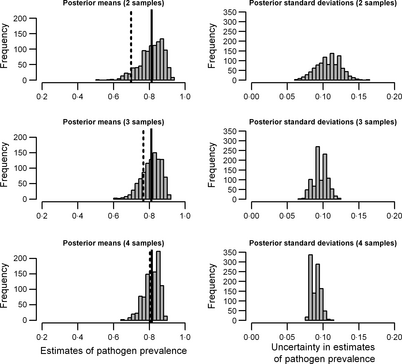 Posterior means (2 samples)
Frequency
200
150
100
50
0
0·2 0·4 0·6 0·8 1·0
Posterior standard deviations (2 samples)
Frequency
350
300
250
200
150
100
50
0
0·00 0·05 0·10 0·15 0·20
Posterior means (3 samples)
Frequency
200
150
100
50
0
0·2 0·4 0·6 0·8 1·0
Posterior standard deviations (3 samples)
Frequency
350
300
250
200
150
100
50
0
0·00 0·05 0·10 0·15 0·20
Posterior means (4 samples)
Frequency
200
150
100
50
0
0·2 0·4 0·6 0·8 1·0
Estimates of pathogen prevalence
Posterior standard deviations (4 samples)
Frequency
350
300
250
200
150
100
50
0
0·00 0·05 0·10 0·15 0·20
Uncertainty in estimates
of pathogen prevalence